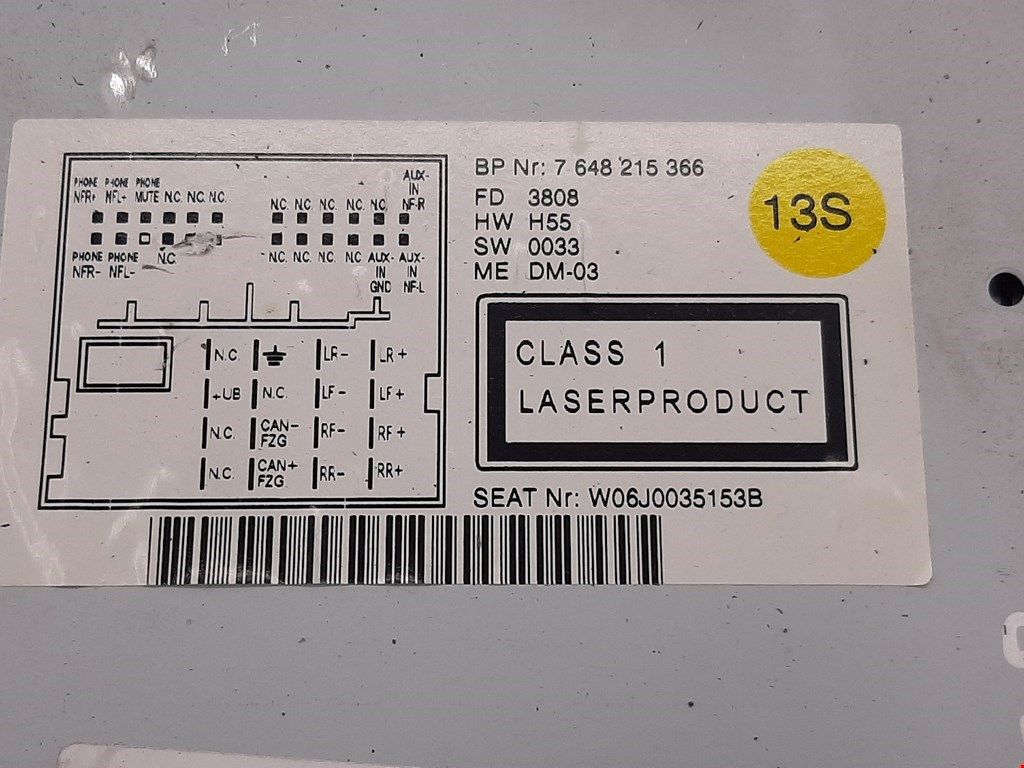 PHONE PHONE PHONE
NFR+ NFL+ MUTE N.C. N.C. N.C.
AUX-
IN
NF-R
N.C. N.C. N.C. N.C. N.C.
PHONE PHONE N.C.
NFR- NFL-
N.C. N.C. N.C. N.C. AUX- AUX-
IN IN
GND NF-L
N.C. LR- LR+
+UB N.C. LF- LF+
N.C. CAN-
FZG RF- RF+
N.C. CAN+
FZG RR- RR+
BP Nr: 7 648 215 366
FD 3808
HW H55
SW 0033
ME DM-03
13S
CLASS 1
LASERPRODUCT
SEAT Nr: W06J0035153B